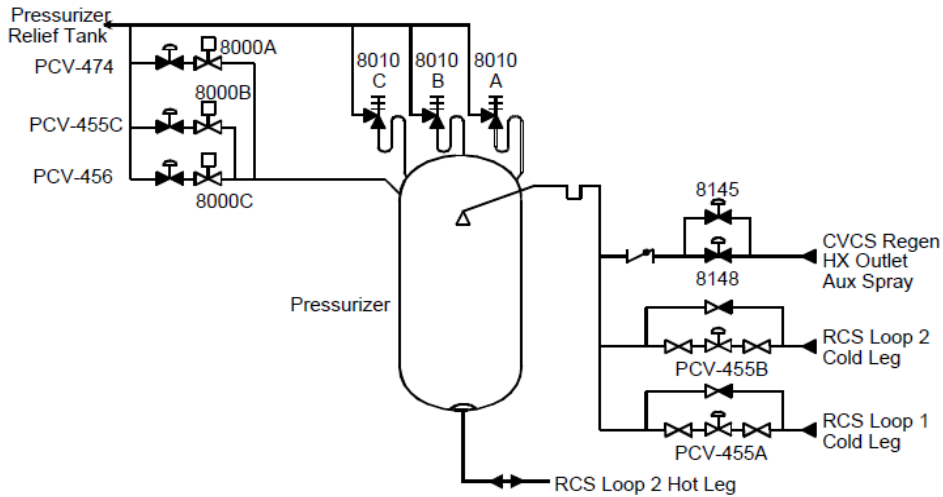 Pressurizer
Relief Tank
8000A
PCV-474
8000B
PCV-455C
PCV-456
8000C
8010
C
8010
B
8010
A
8145
8148
CVCS Regen
HX Outlet
Aux Spray
Pressurizer
RCS Loop 2
Cold Leg
PCV-455B
RCS Loop 1
Cold Leg
PCV-455A
RCS Loop 2 Hot Leg